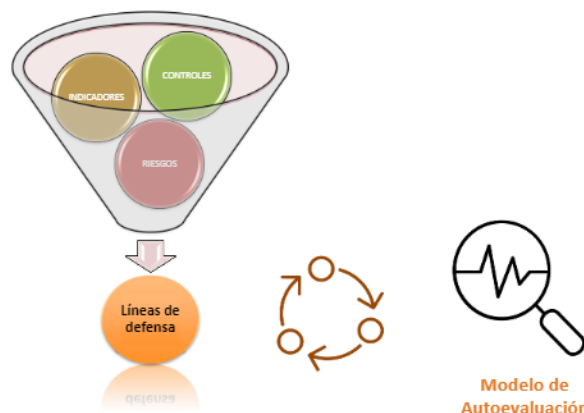 CONTROLES
INDICADORES
RIESGOS
Líneas de
defensa
Modelo de
Autoevaluación